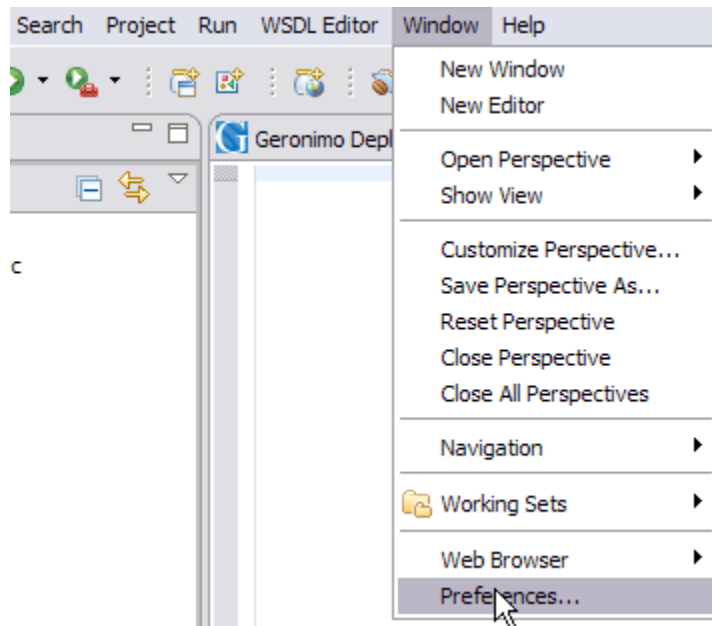 Search Project Run WSDL Editor Window Help
New Window
New Editor
Geronimo Depl
Open Perspective
Show View
Customize Perspective...
c
Save Perspective As...
Reset Perspective
Close Perspective
Close All Perspectives
Navigation
Working Sets
Web Browser
Preferences...